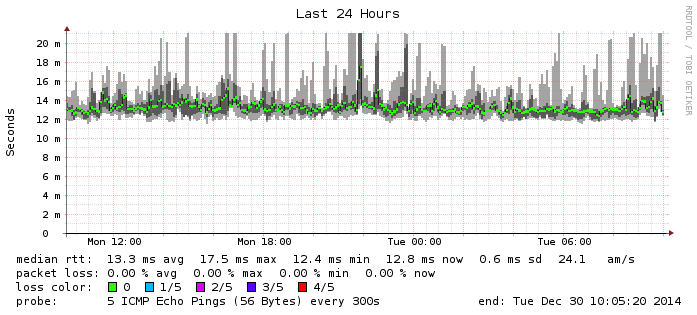 Last 24 Hours
RRDTOOL / TOBI OETIKER
Seconds
20 m
18 m
16 m
14 m
12 m
10 m
8 m
6 m
4 m
2 m
0
Mon 12:00 Mon 18:00 Tue 00:00 Tue 06:00
median rtt: 13.3 ms avg 17.5 ms max 12.4 ms min 12.8 ms now 0.6 ms sd 24.1 am/s
packet loss: 0.00 % avg 0.00 % max 0.00 % min 0.00 % now
loss color: 0 1/5 2/5 3/5 4/5
probe: 5 ICMP Echo Pings (56 Bytes) every 300s end: Tue Dec 30 10:05:20 2014